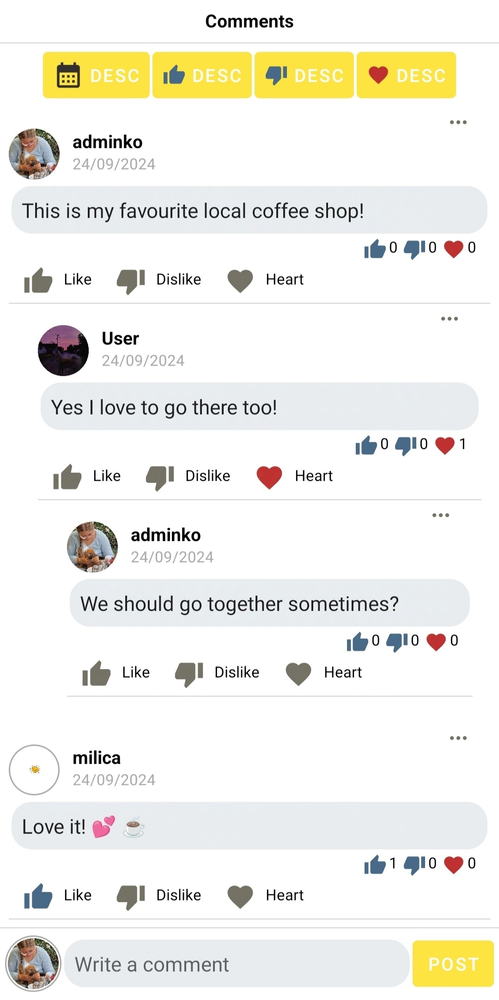 Comments
DESC DESC DESC DESC
adminko
24/09/2024
This is my favourite local coffee shop!
0 0 0
Like Dislike Heart
User
24/09/2024
Yes I love to go there too!
0 0 1
Like Dislike Heart
adminko
24/09/2024
We should go together sometimes?
0 0 0
Like Dislike Heart
milica
24/09/2024
Love it! 💕 ☕
1 0 0
Like Dislike Heart
Write a comment POST